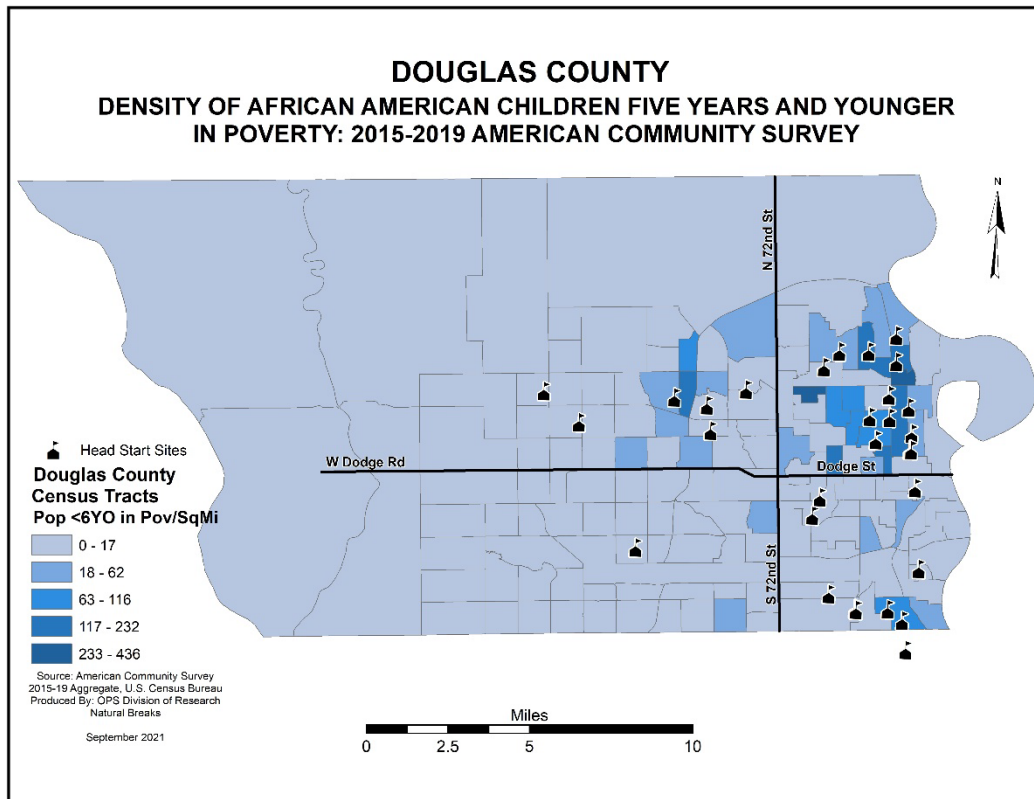 DOUGLAS COUNTY
DENSITY OF AFRICAN AMERICAN CHILDREN FIVE YEARS AND YOUNGER
IN POVERTY: 2015-2019 AMERICAN COMMUNITY SURVEY
N
N 72nd St
W Dodge Rd
Dodge St
S 72nd St
Head Start Sites
Douglas County
Census Tracts
Pop <6YO in Pov/SqMi
0 - 17
18 - 62
63 - 116
117 - 232
233 - 436
Source: American Community Survey
2015-19 Aggregate, U.S. Census Bureau
Produced By: OPS Division of Research
Natural Breaks
September 2021
Miles
0 2.5 5 10